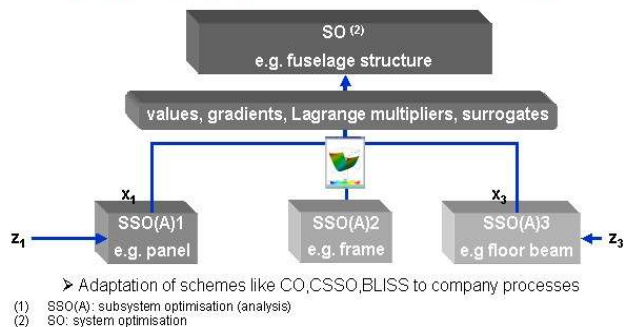 SO (2)
e.g. fuselage structure
values, gradients, Lagrange multipliers, surrogates
x1
x3
SSO(A)1
SSO(A)2
SSO(A)3
z1
e.g. panel
e.g. frame
e.g floor beam
z3
➢ Adaptation of schemes like CO,CSSO,BLISS to company processes
(1) SSO(A): subsystem optimisation (analysis)
(2) SO: system optimisation